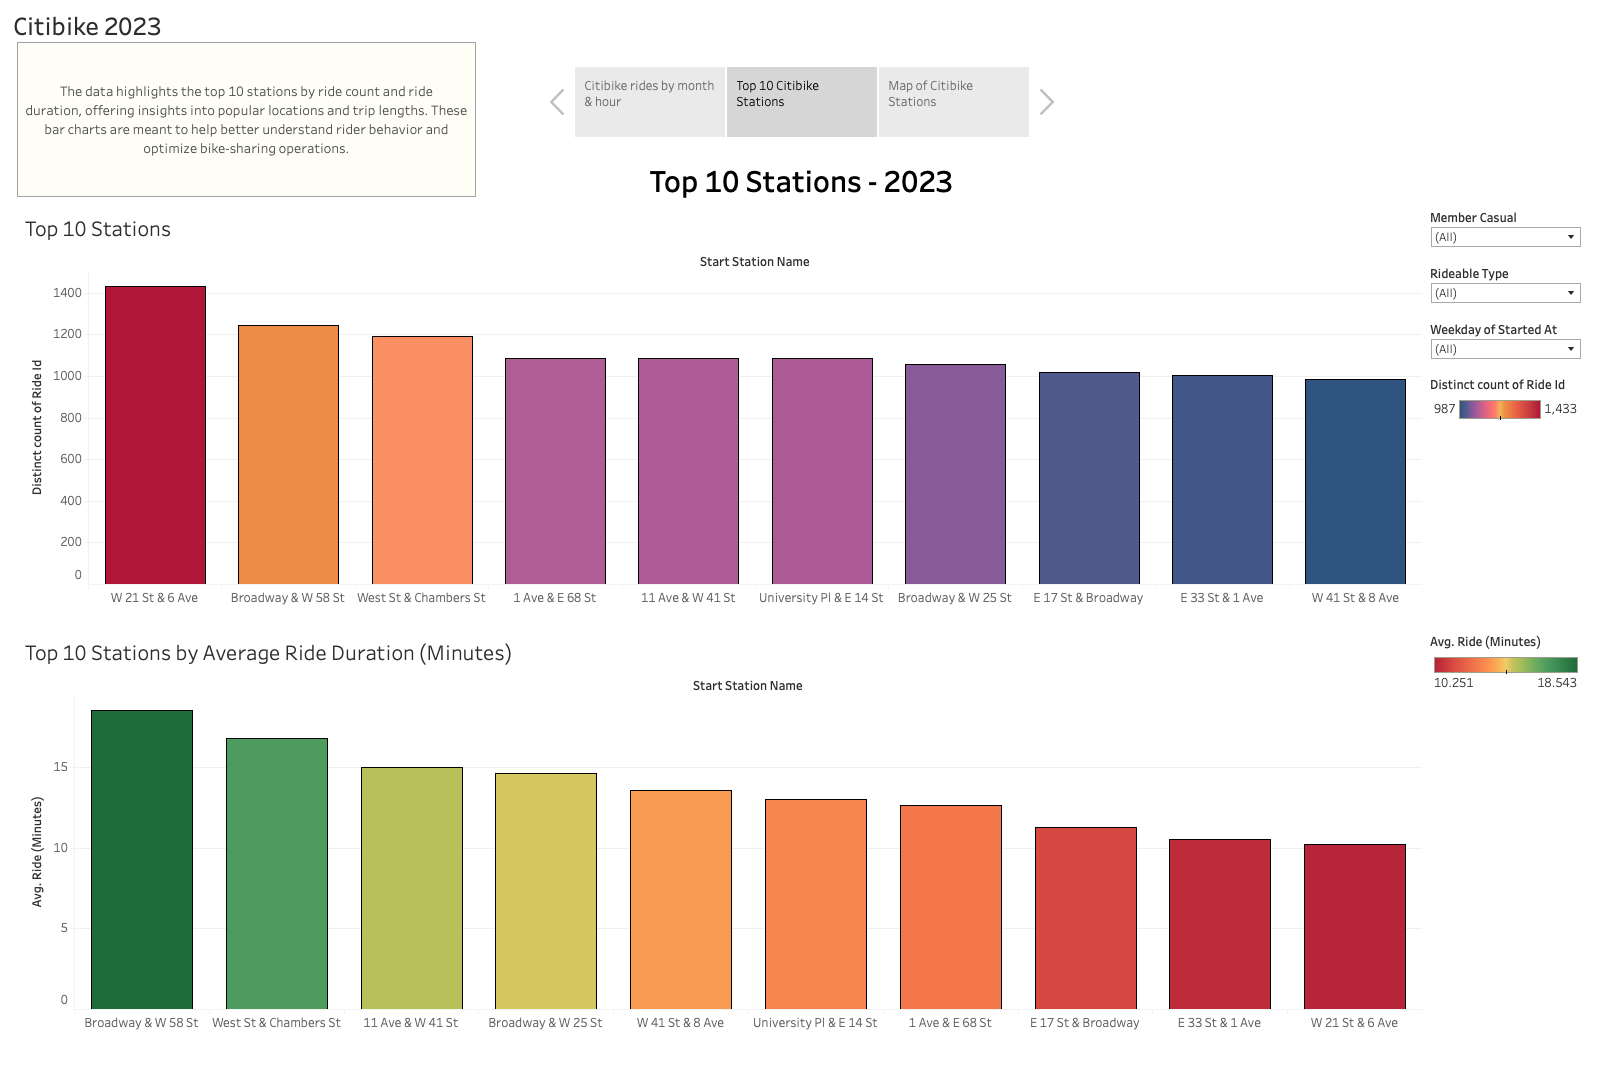 Citibike 2023
The data highlights the top 10 stations by ride count and ride
duration, offering insights into popular locations and trip lengths. These
bar charts are meant to help better understand rider behavior and
optimize bike-sharing operations.
Citibike rides by month
& hour
Top 10 Citibike
Stations
Map of Citibike
Stations
Top 10 Stations - 2023
Top 10 Stations
Start Station Name
Distinct count of Ride Id
1400
1200
1000
800
600
400
200
0
W 21 St & 6 Ave
Broadway & W 58 St
West St & Chambers St
1 Ave & E 68 St
11 Ave & W 41 St
University Pl & E 14 St
Broadway & W 25 St
E 17 St & Broadway
E 33 St & 1 Ave
W 41 St & 8 Ave
Member Casual
(All)
Rideable Type
(All)
Weekday of Started At
(All)
Distinct count of Ride Id
987 1,433
Top 10 Stations by Average Ride Duration (Minutes)
Start Station Name
Avg. Ride (Minutes)
15
10
5
0
Broadway & W 58 St
West St & Chambers St
11 Ave & W 41 St
Broadway & W 25 St
W 41 St & 8 Ave
University Pl & E 14 St
1 Ave & E 68 St
E 17 St & Broadway
E 33 St & 1 Ave
W 21 St & 6 Ave
Avg. Ride (Minutes)
10.251 18.543